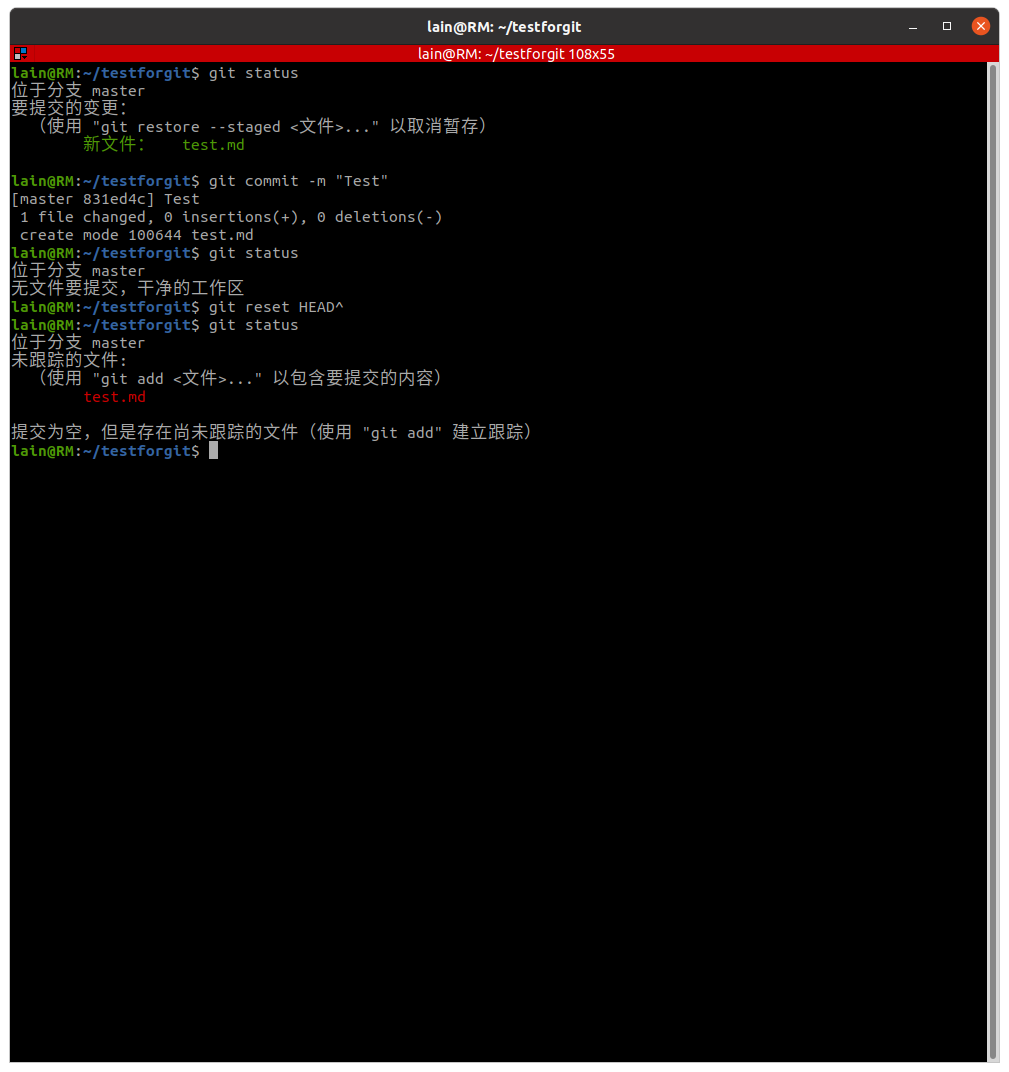 lain@RM: ~/testforgit
lain@RM: ~/testforgit 108x55
lain@RM:~/testforgit$ git status
位于分支 master
要提交的变更：
  （使用 "git restore --staged <文件>..." 以取消暂存）
        新文件：   test.md

lain@RM:~/testforgit$ git commit -m "Test"
[master 831ed4c] Test
 1 file changed, 0 insertions(+), 0 deletions(-)
 create mode 100644 test.md
lain@RM:~/testforgit$ git status
位于分支 master
无文件要提交，干净的工作区
lain@RM:~/testforgit$ git reset HEAD^
lain@RM:~/testforgit$ git status
位于分支 master
未跟踪的文件:
  （使用 "git add <文件>..." 以包含要提交的内容）
        test.md

提交为空，但是存在尚未跟踪的文件（使用 "git add" 建立跟踪）
lain@RM:~/testforgit$